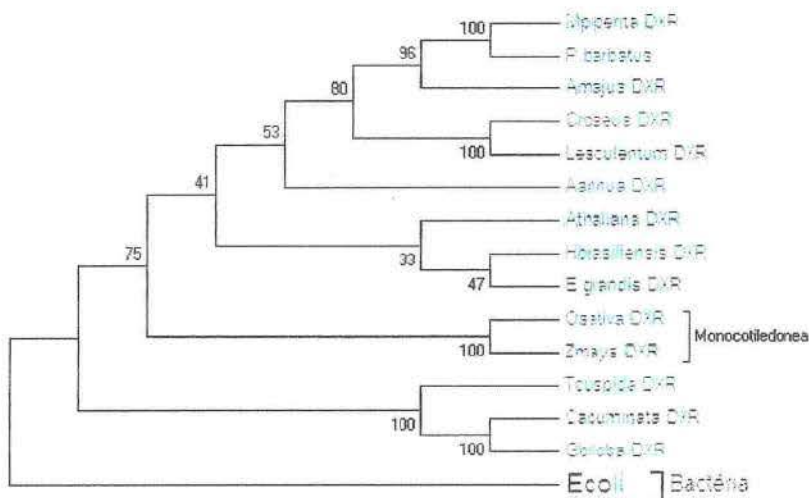 Mpiperita DXR
100
P.barbatus
96
Amajus DXR
80
Croseus DXR
53
100
Lesculentum DXR
41
Aannua DXR
Athaliana DXR
75
33
Hbrasiliensis DXR
47
E.grandis DXR
Osativa DXR
Monocotiledonea
100
Zmays DXR
Tcuspida DXR
100
Cacuminata DXR
100
Gbiloba DXR
Ecoli
Bactéria